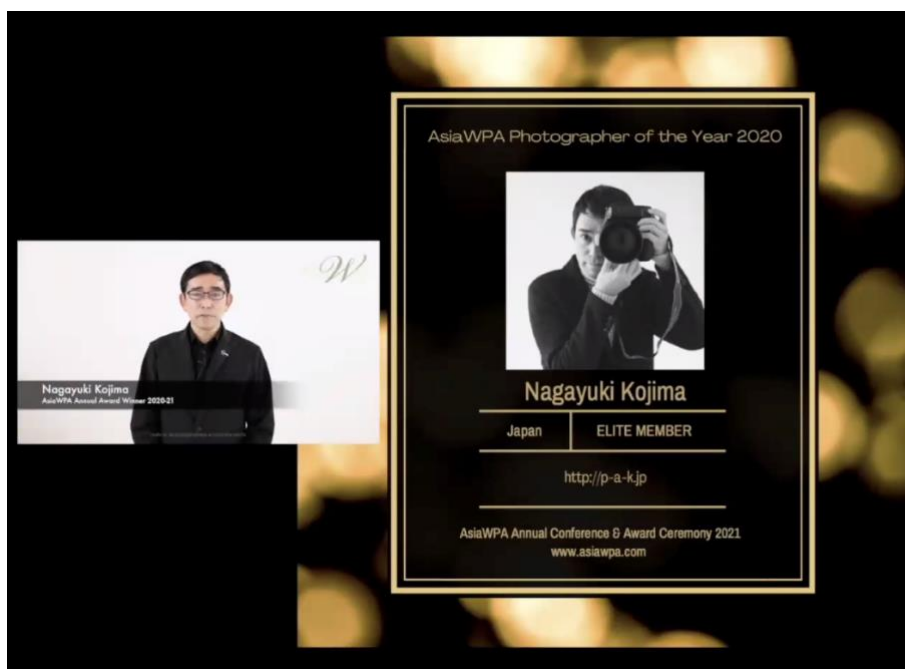 W
Nagayuki Kojima
AsiaWPA Annual Award Winner 2020-21
AsiaWPA Photographer of the Year 2020
Nagayuki Kojima
Japan
ELITE MEMBER
http://p-a-k.jp
AsiaWPA Annual Conference & Award Ceremony 2021
www.asiawpa.com